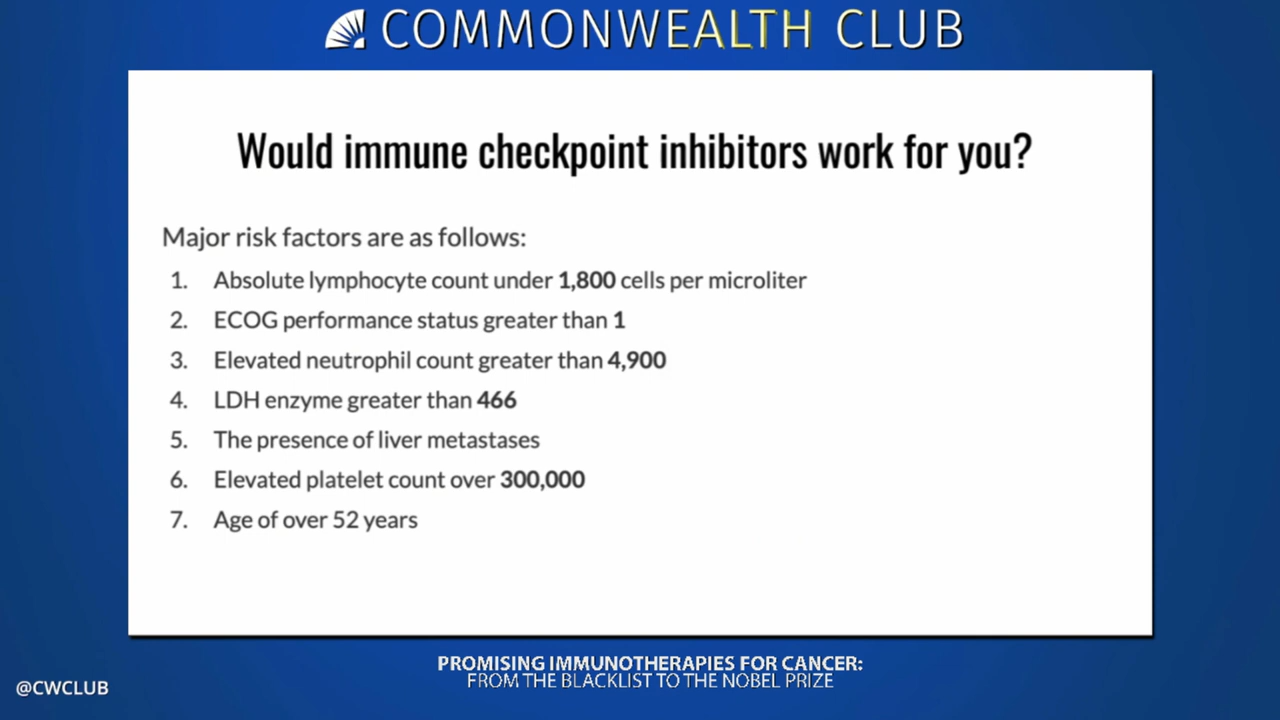 COMMONWEALTH CLUB
Would immune checkpoint inhibitors work for you?
Major risk factors are as follows:
1. Absolute lymphocyte count under 1,800 cells per microliter
2. ECOG performance status greater than 1
3. Elevated neutrophil count greater than 4,900
4. LDH enzyme greater than 466
5. The presence of liver metastases
6. Elevated platelet count over 300,000
7. Age of over 52 years
PROMISING IMMUNOTHERAPIES FOR CANCER:
FROM THE BLACKLIST TO THE NOBEL PRIZE
@CWCLUB